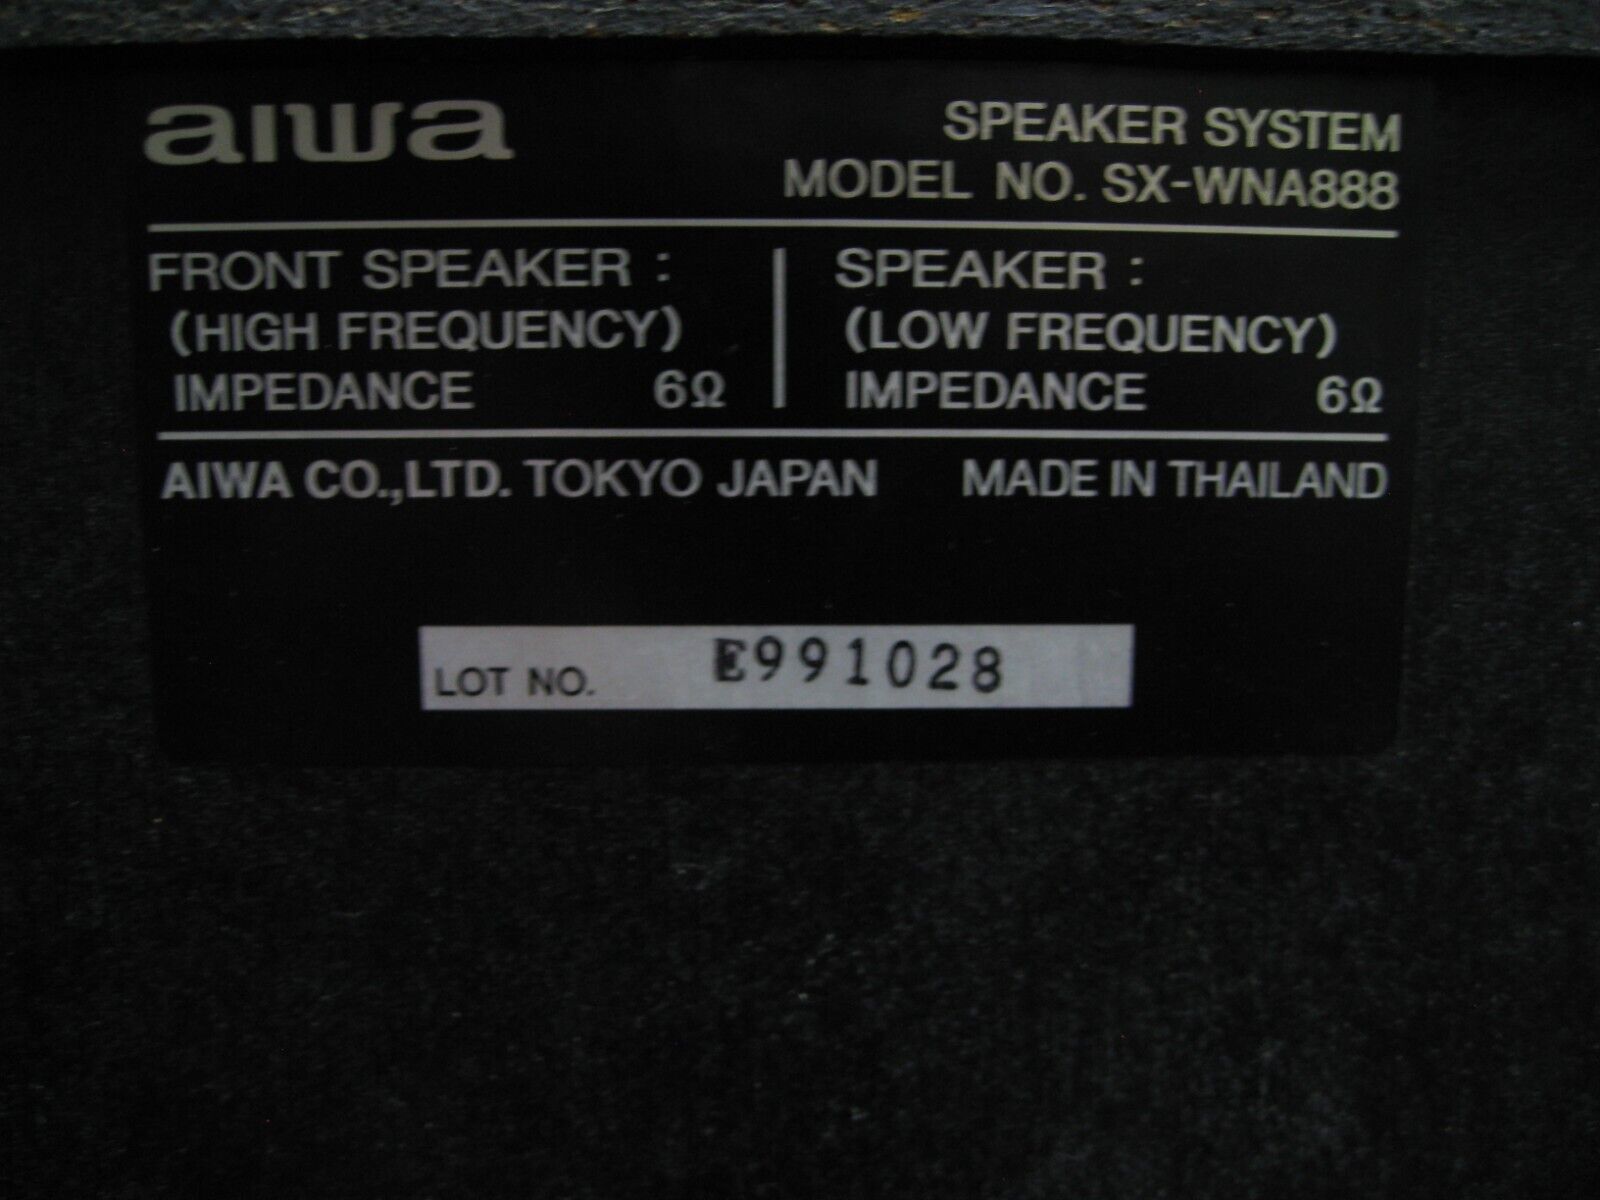 aiwa
SPEAKER SYSTEM
MODEL NO. SX-WNA888
FRONT SPEAKER :
(HIGH FREQUENCY)
IMPEDANCE 6Ω
SPEAKER :
(LOW FREQUENCY)
IMPEDANCE 6Ω
AIWA CO.,LTD. TOKYO JAPAN MADE IN THAILAND
LOT NO. E991028